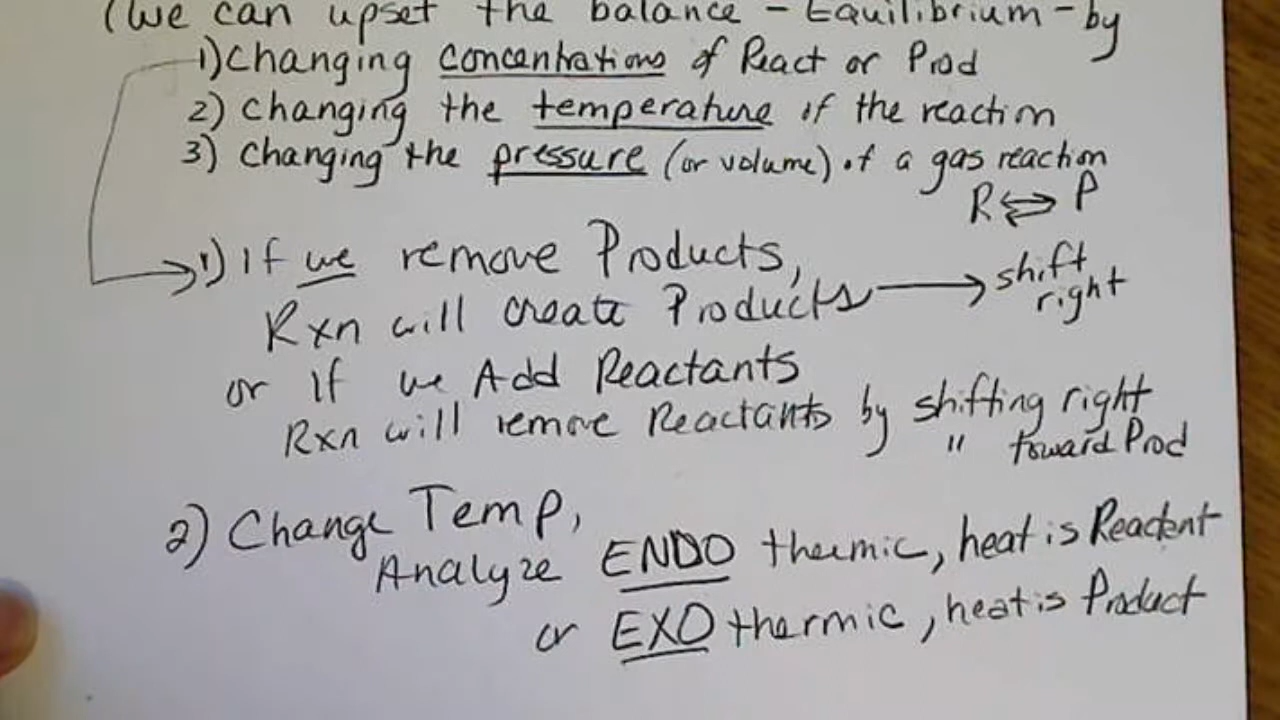 (we can upset the balance - Equilibrium - by
1) Changing concentrations of React or Prod
2) Changing the temperature of the reaction
3) Changing the pressure (or volume) of a gas reaction
R ⇔ P
1) If we remove Products,
Rxn will create Products → shift right
or If we Add Reactants
Rxn will remove Reactants by shifting right
" toward Prod
2) Change Temp,
Analyze ENDO thermic, heat is Reactent
or EXO thermic, heat is Product